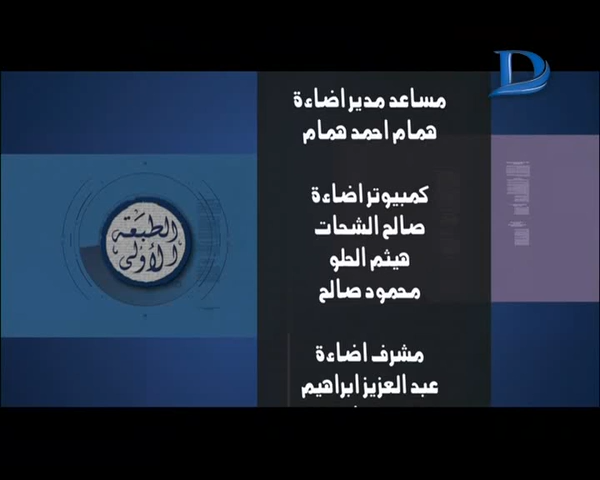 D
مساعد مدير اضاءة
همام احمد همام
كمبيوتر اضاءة
صالح الشحات
هيثم الحلو
محمود صالح
مشرف اضاءة
عبد العزيز ابراهيم
الطبعة
الأولى